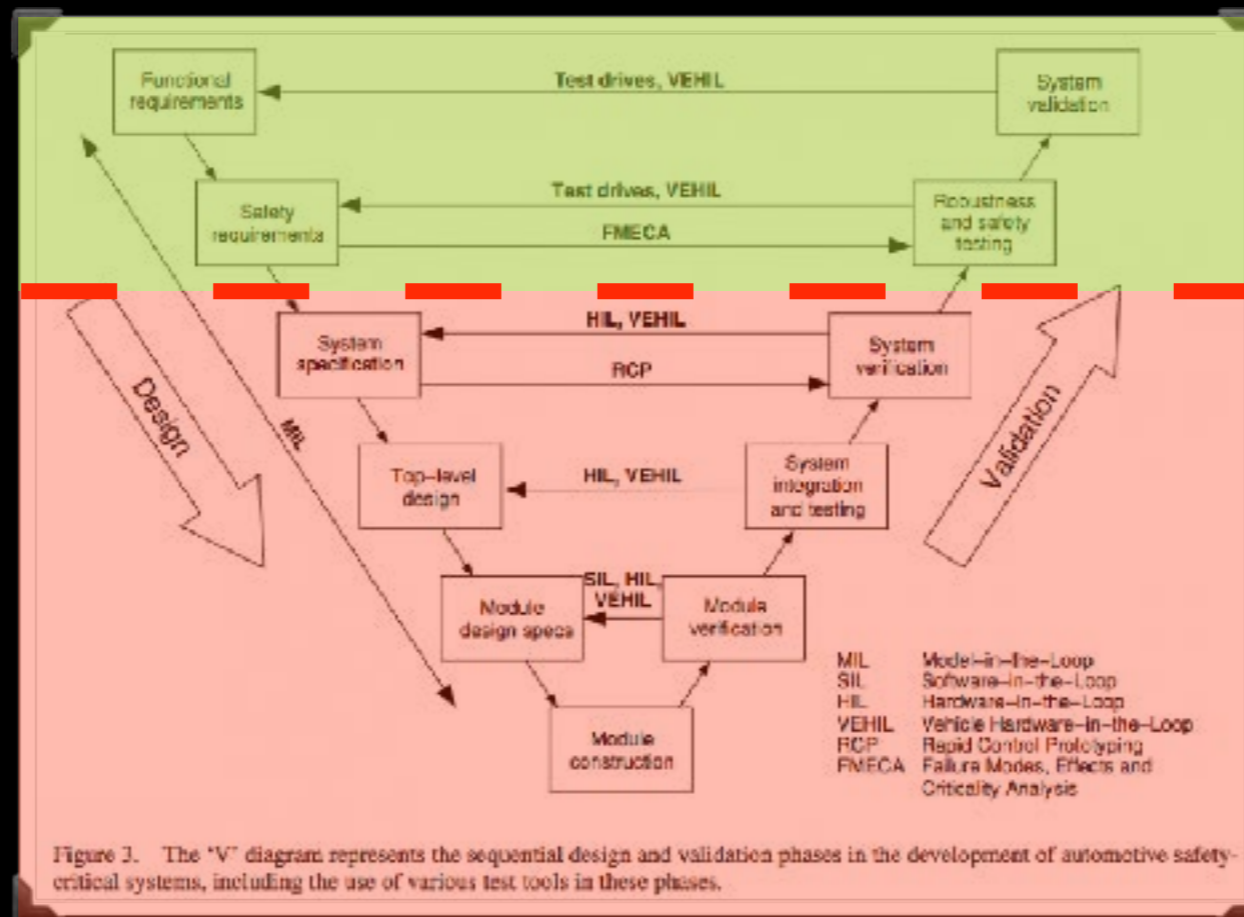 Functional
requirements
Test drives, VEHIL
System
validation
Safety
requirements
Test drives, VEHIL
FMECA
Robustness
and safety
testing
System
specification
HIL, VEHIL
RCP
System
verification
Design
MIL
Validation
Top-level
design
HIL, VEHIL
System
integration
and testing
Module
design specs
SIL, HIL,
VEHIL
Module
verification
Module
construction
MIL Model-in-the-Loop
SIL Software-in-the-Loop
HIL Hardware-in-the-Loop
VEHIL Vehicle Hardware-in-the-Loop
RCP Rapid Control Prototyping
FMECA Failure Modes, Effects and
Criticality Analysis
Figure 3. The 'V' diagram represents the sequential design and validation phases in the development of automotive safety-
critical systems, including the use of various test tools in these phases.